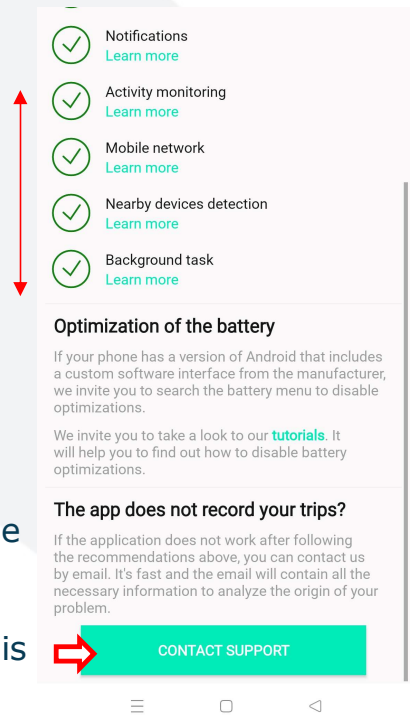 Notifications
Learn more
Activity monitoring
Learn more
Mobile network
Learn more
Nearby devices detection
Learn more
Background task
Learn more
Optimization of the battery
If your phone has a version of Android that includes
a custom software interface from the manufacturer,
we invite you to search the battery menu to disable
optimizations.
We invite you to take a look to our tutorials. It
will help you to find out how to disable battery
optimizations.
The app does not record your trips?
e
If the application does not work after following
the recommendations above, you can contact us
by email. It's fast and the email will contain all the
necessary information to analyze the origin of your
problem.
is
CONTACT SUPPORT